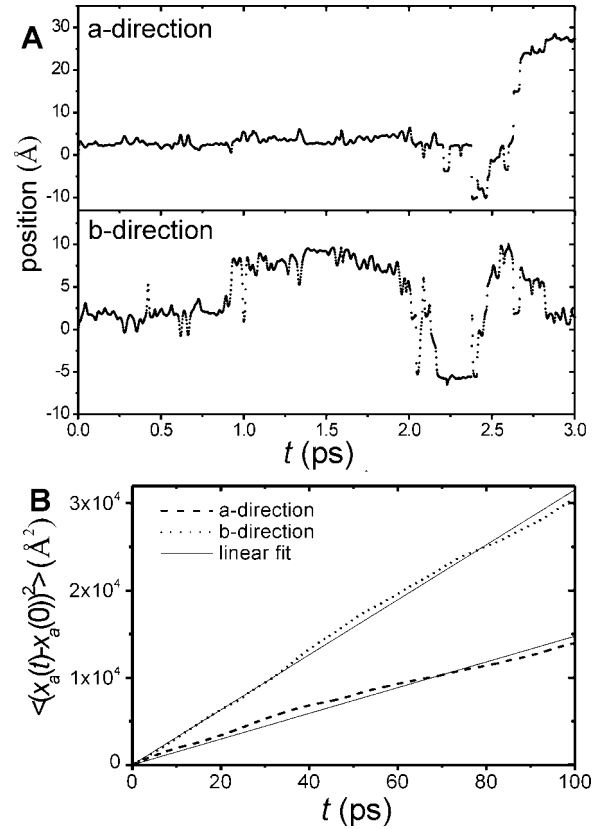 A
a-direction
30
20
10
0
-10
position (Å)
b-direction
10
5
0
-5
-10
0.0 0.5 1.0 1.5 2.0 2.5 3.0
t (ps)
B
a-direction
b-direction
linear fit
3x10⁴
2x10⁴
1x10⁴
0
<(xₐ(t)-xₐ(0))²> (Å²)
0 20 40 60 80 100
t (ps)